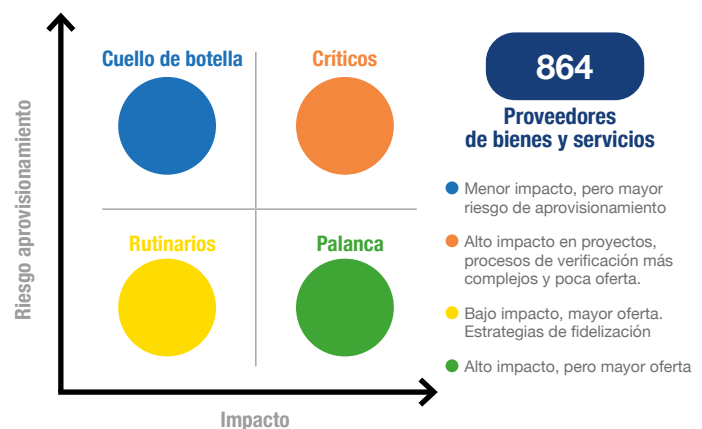 Cuello de botella
Críticos
Rutinarios
Palanca
Riesgo aprovisionamiento
Impacto
864
Proveedores
de bienes y servicios
Menor impacto, pero mayor
riesgo de aprovisionamiento
Alto impacto en proyectos,
procesos de verificación más
complejos y poca oferta.
Bajo impacto, mayor oferta.
Estrategias de fidelización
Alto impacto, pero mayor oferta